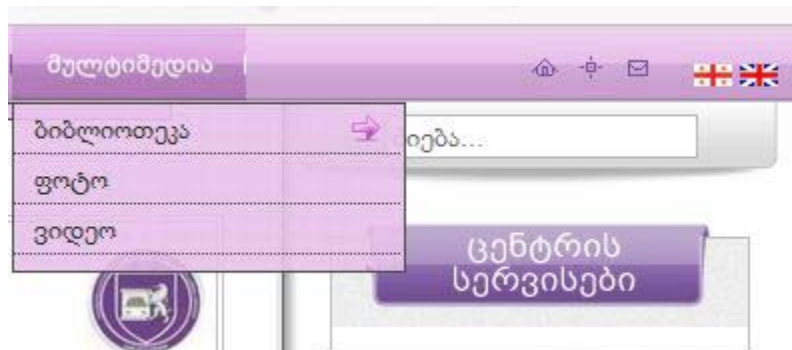 მულტიმედია
ბიბლიოთეკა
ფოტო
ვიდეო
ცენტრის
სერვისები